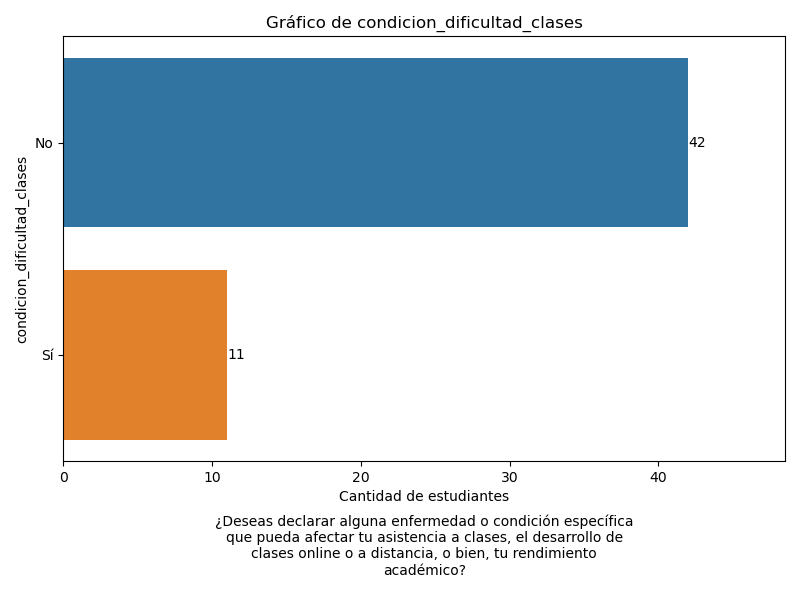 Gráfico de condicion_dificultad_clases
condicion_dificultad_clases
No
42
Sí
11
0
10
20
30
40
Cantidad de estudiantes
¿Deseas declarar alguna enfermedad o condición específica
que pueda afectar tu asistencia a clases, el desarrollo de
clases online o a distancia, o bien, tu rendimiento
académico?